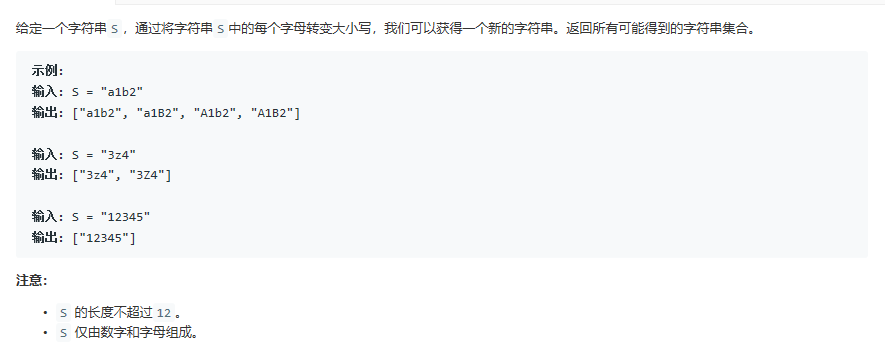 给定一个字符串 S，通过将字符串 S 中的每个字母转变大小写，我们可以获得一个新的字符串。返回所有可能得到的字符串集合。
示例:
输入: S = "a1b2"
输出: ["a1b2", "a1B2", "A1b2", "A1B2"]
输入: S = "3z4"
输出: ["3z4", "3Z4"]
输入: S = "12345"
输出: ["12345"]
注意：
• S 的长度不超过 12 。
• S 仅由数字和字母组成。